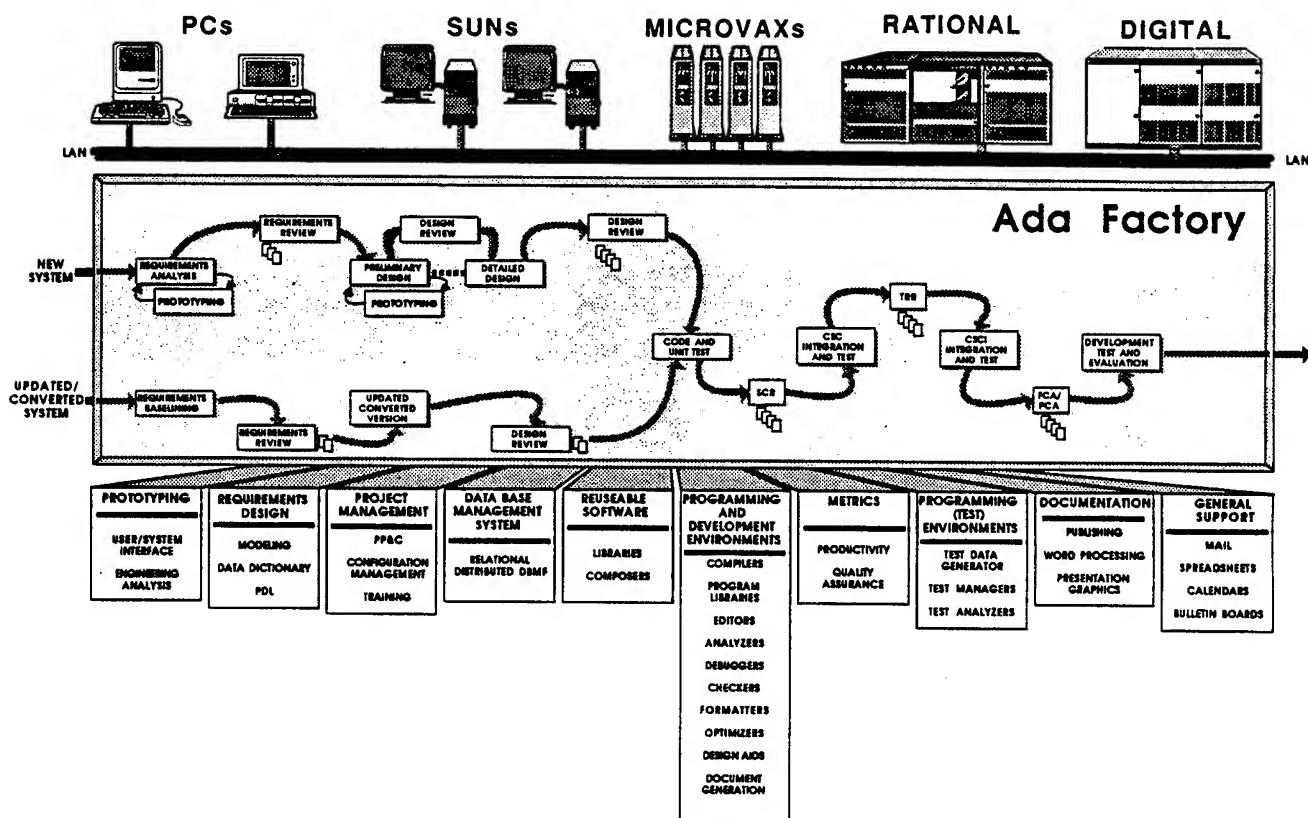 PCs
SUNs
MICROVAXs
RATIONAL
DIGITAL
LAN
LAN
Ada Factory
NEW
SYSTEM
REQUIREMENTS
ANALYSIS
PROTOTYPING
REQUIREMENTS
REVIEW
PRELIMINARY
DESIGN
PROTOTYPING
DESIGN
REVIEW
DETAILED
DESIGN
DESIGN
REVIEW
CODE AND
UNIT TEST
SCR
CSC
INTEGRATION
AND TEST
TRR
CSCI
INTEGRATION
AND TEST
FCA/
PCA
DEVELOPMENT
TEST AND
EVALUATION
UPDATED/
CONVERTED
SYSTEM
REQUIREMENTS
BASELINING
REQUIREMENTS
REVIEW
UPDATED
CONVERTED
VERSION
DESIGN
REVIEW
PROTOTYPING
USER/SYSTEM
INTERFACE
ENGINEERING
ANALYSIS
REQUIREMENTS
DESIGN
MODELING
DATA DICTIONARY
PDL
PROJECT
MANAGEMENT
PP&C
CONFIGURATION
MANAGEMENT
TRAINING
DATA BASE
MANAGEMENT
SYSTEM
RELATIONAL
DISTRIBUTED DBMF
REUSEABLE
SOFTWARE
LIBRARIES
COMPOSERS
PROGRAMMING
AND
DEVELOPMENT
ENVIRONMENTS
COMPILERS
PROGRAM
LIBRARIES
EDITORS
ANALYZERS
DEBUGGERS
CHECKERS
FORMATTERS
OPTIMIZERS
DESIGN AIDS
DOCUMENT
GENERATION
METRICS
PRODUCTIVITY
QUALITY
ASSURANCE
PROGRAMMING
(TEST)
ENVIRONMENTS
TEST DATA
GENERATOR
TEST MANAGERS
TEST ANALYZERS
DOCUMENTATION
PUBLISHING
WORD PROCESSING
PRESENTATION
GRAPHICS
GENERAL
SUPPORT
MAIL
SPREADSHEETS
CALENDARS
BULLETIN BOARDS